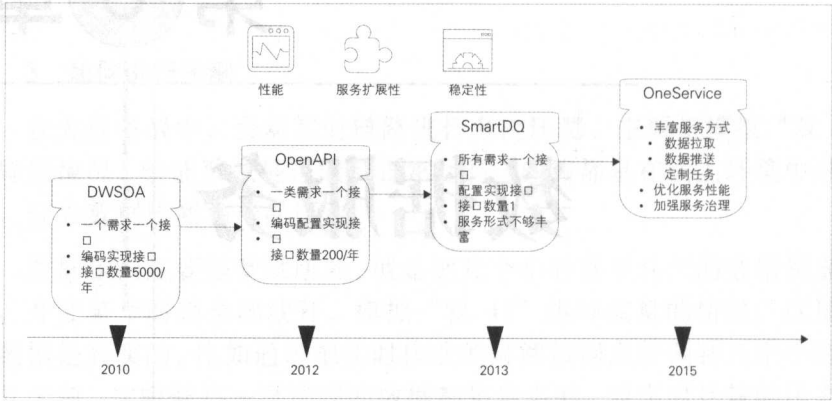 性能
服务扩展性
稳定性
DWSOA
• 一个需求一个接
口
• 编码实现接口
• 接口数量5000/
年
OpenAPI
• 一类需求一个接
口
• 编码配置实现接
• 口
接口数量200/年
SmartDQ
• 所有需求一个接
口
• 配置实现接口
• 接口数量1
• 服务形式不够丰
富
OneService
• 丰富服务方式
• 数据拉取
• 数据推送
• 定制任务
• 优化服务性能
• 加强服务治理
2010
2012
2013
2015